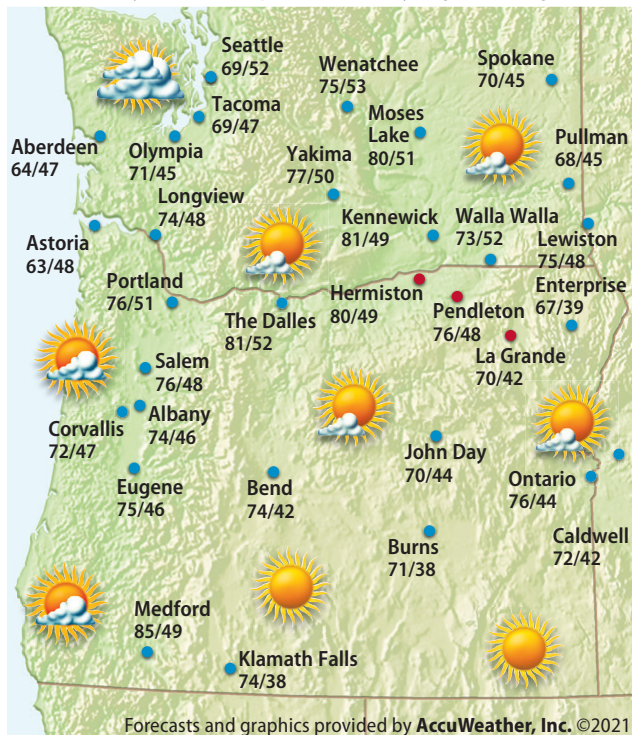 Seattle
69/52
Wenatchee
75/53
Spokane
70/45
Tacoma
69/47
Moses
Lake
80/51
Aberdeen
64/47
Olympia
71/45
Yakima
77/50
Pullman
68/45
Longview
74/48
Kennewick
81/49
Walla Walla
73/52
Lewiston
75/48
Astoria
63/48
Portland
76/51
The Dalles
81/52
Hermiston
80/49
Pendleton
76/48
Enterprise
67/39
La Grande
70/42
Salem
76/48
Albany
74/46
Corvallis
72/47
John Day
70/44
Ontario
76/44
Eugene
75/46
Bend
74/42
Burns
71/38
Caldwell
72/42
Medford
85/49
Klamath Falls
74/38
Forecasts and graphics provided by AccuWeather, Inc. ©2021